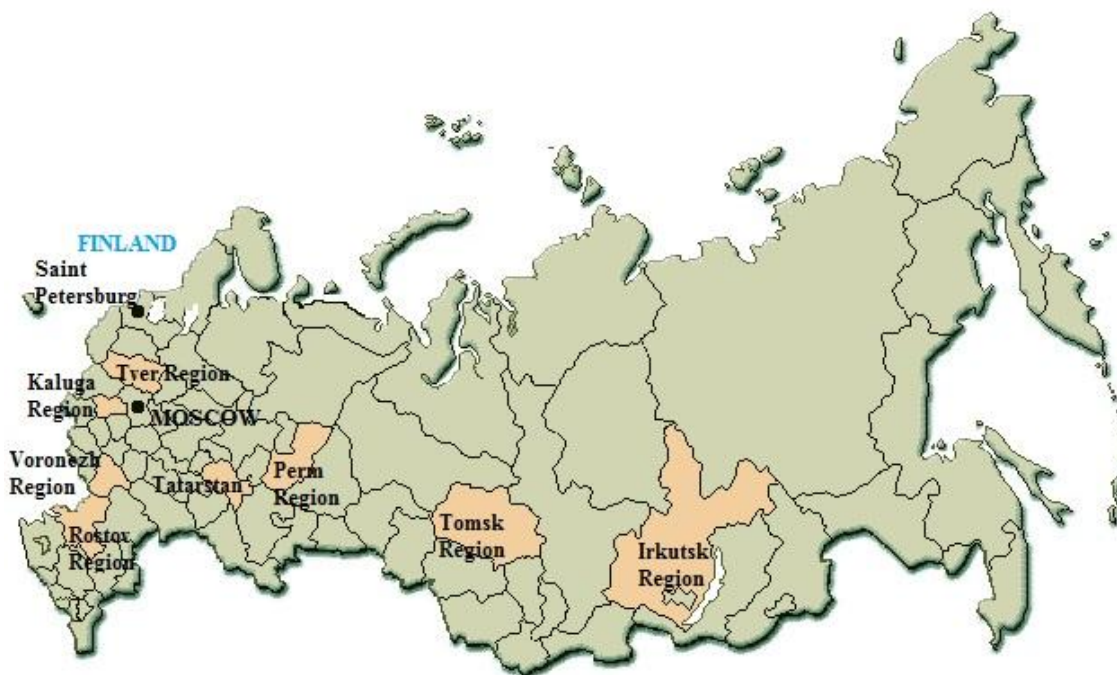 FINLAND
Saint
Petersburg
Tver Region
Kaluga
Region
MOSCOW
Voronezh
Region
Tatarstan
Perm
Region
Rostov
Region
Tomsk
Region
Irkutsk
Region